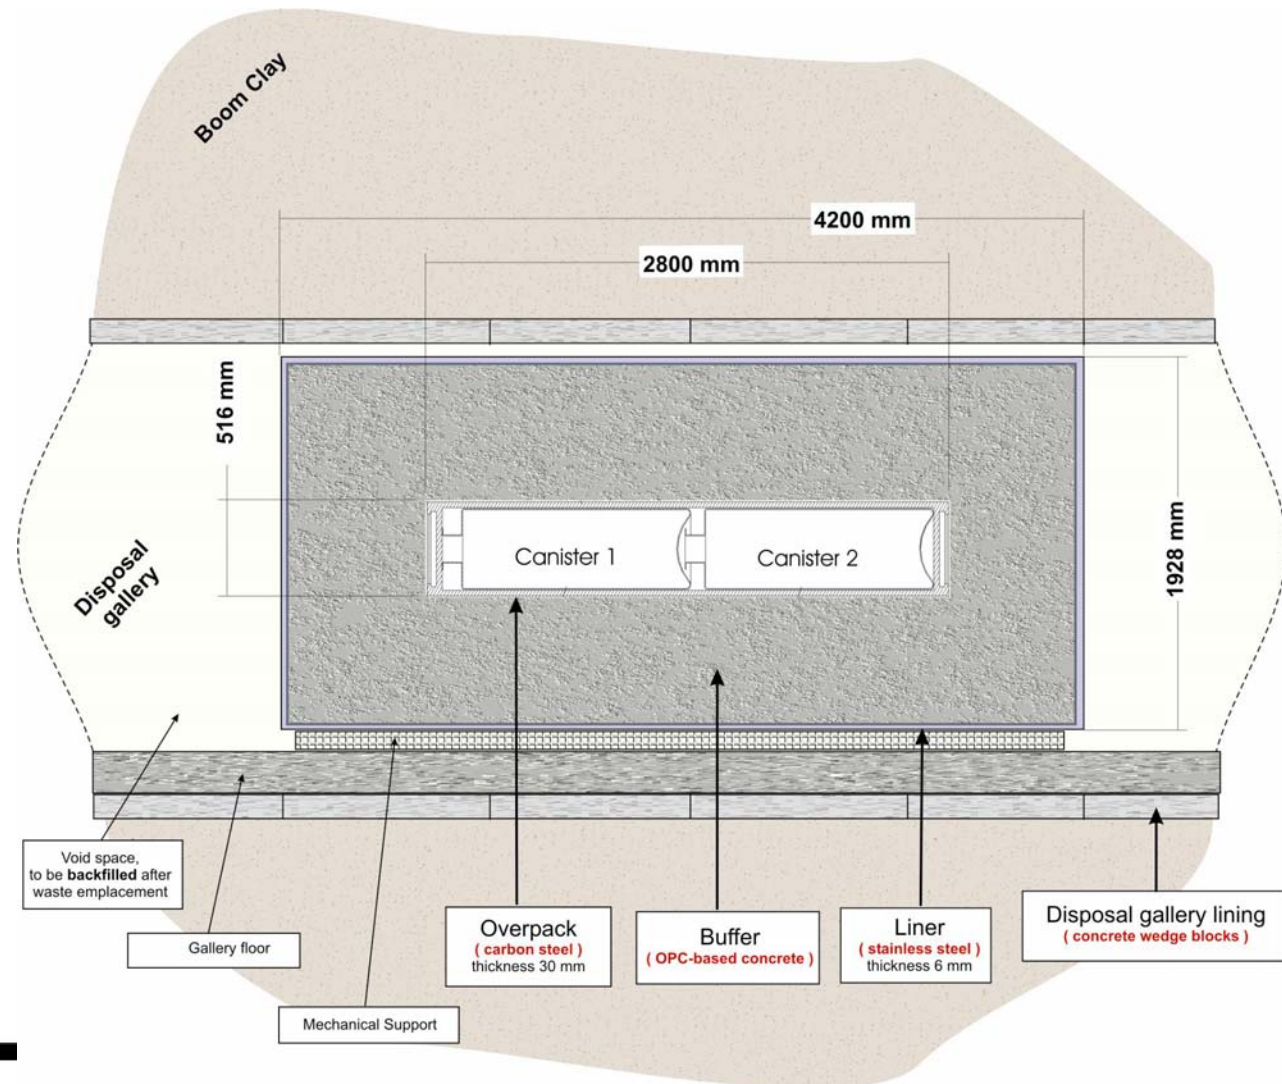 Boom Clay
4200 mm
2800 mm
516 mm
1928 mm
Canister 1
Canister 2
Disposal
gallery
Void space,
to be backfilled after
waste emplacement
Gallery floor
Mechanical Support
Overpack
( carbon steel )
thickness 30 mm
Buffer
( OPC-based concrete )
Liner
( stainless steel )
thickness 6 mm
Disposal gallery lining
( concrete wedge blocks )